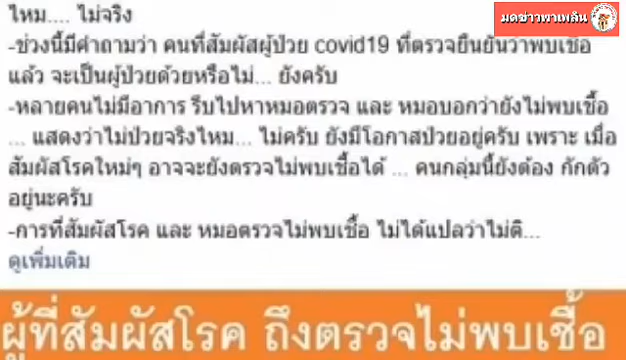 ไหม.... ไม่จริง
มดข่าวพาเพลิน
-ช่วงนี้มีคำถามว่า คนที่สัมผัสผู้ป่วย covid19 ที่ตรวจยืนยันว่าพบเชื้อ
แล้ว จะเป็นผู้ป่วยด้วยหรือไม่... ยังครับ
-หลายคนไม่มีอาการ รีบไปหาหมอตรวจ และ หมอบอกว่ายังไม่พบเชื้อ
... แสดงว่าไม่ป่วยจริงไหม... ไม่ครับ ยังมีโอกาสป่วยอยู่ครับ เพราะ เมื่อ
สัมผัสโรคใหม่ๆ อาจจะยังตรวจไม่พบเชื้อได้ ... คนกลุ่มนี้ยังต้อง กักตัว
อยู่นะครับ
-การที่สัมผัสโรค และ หมอตรวจไม่พบเชื้อ ไม่ได้แปลว่าไม่ติ...
ดูเพิ่มเติม
ผู้ที่สัมผัสโรค ถึงตรวจไม่พบเชื้อ